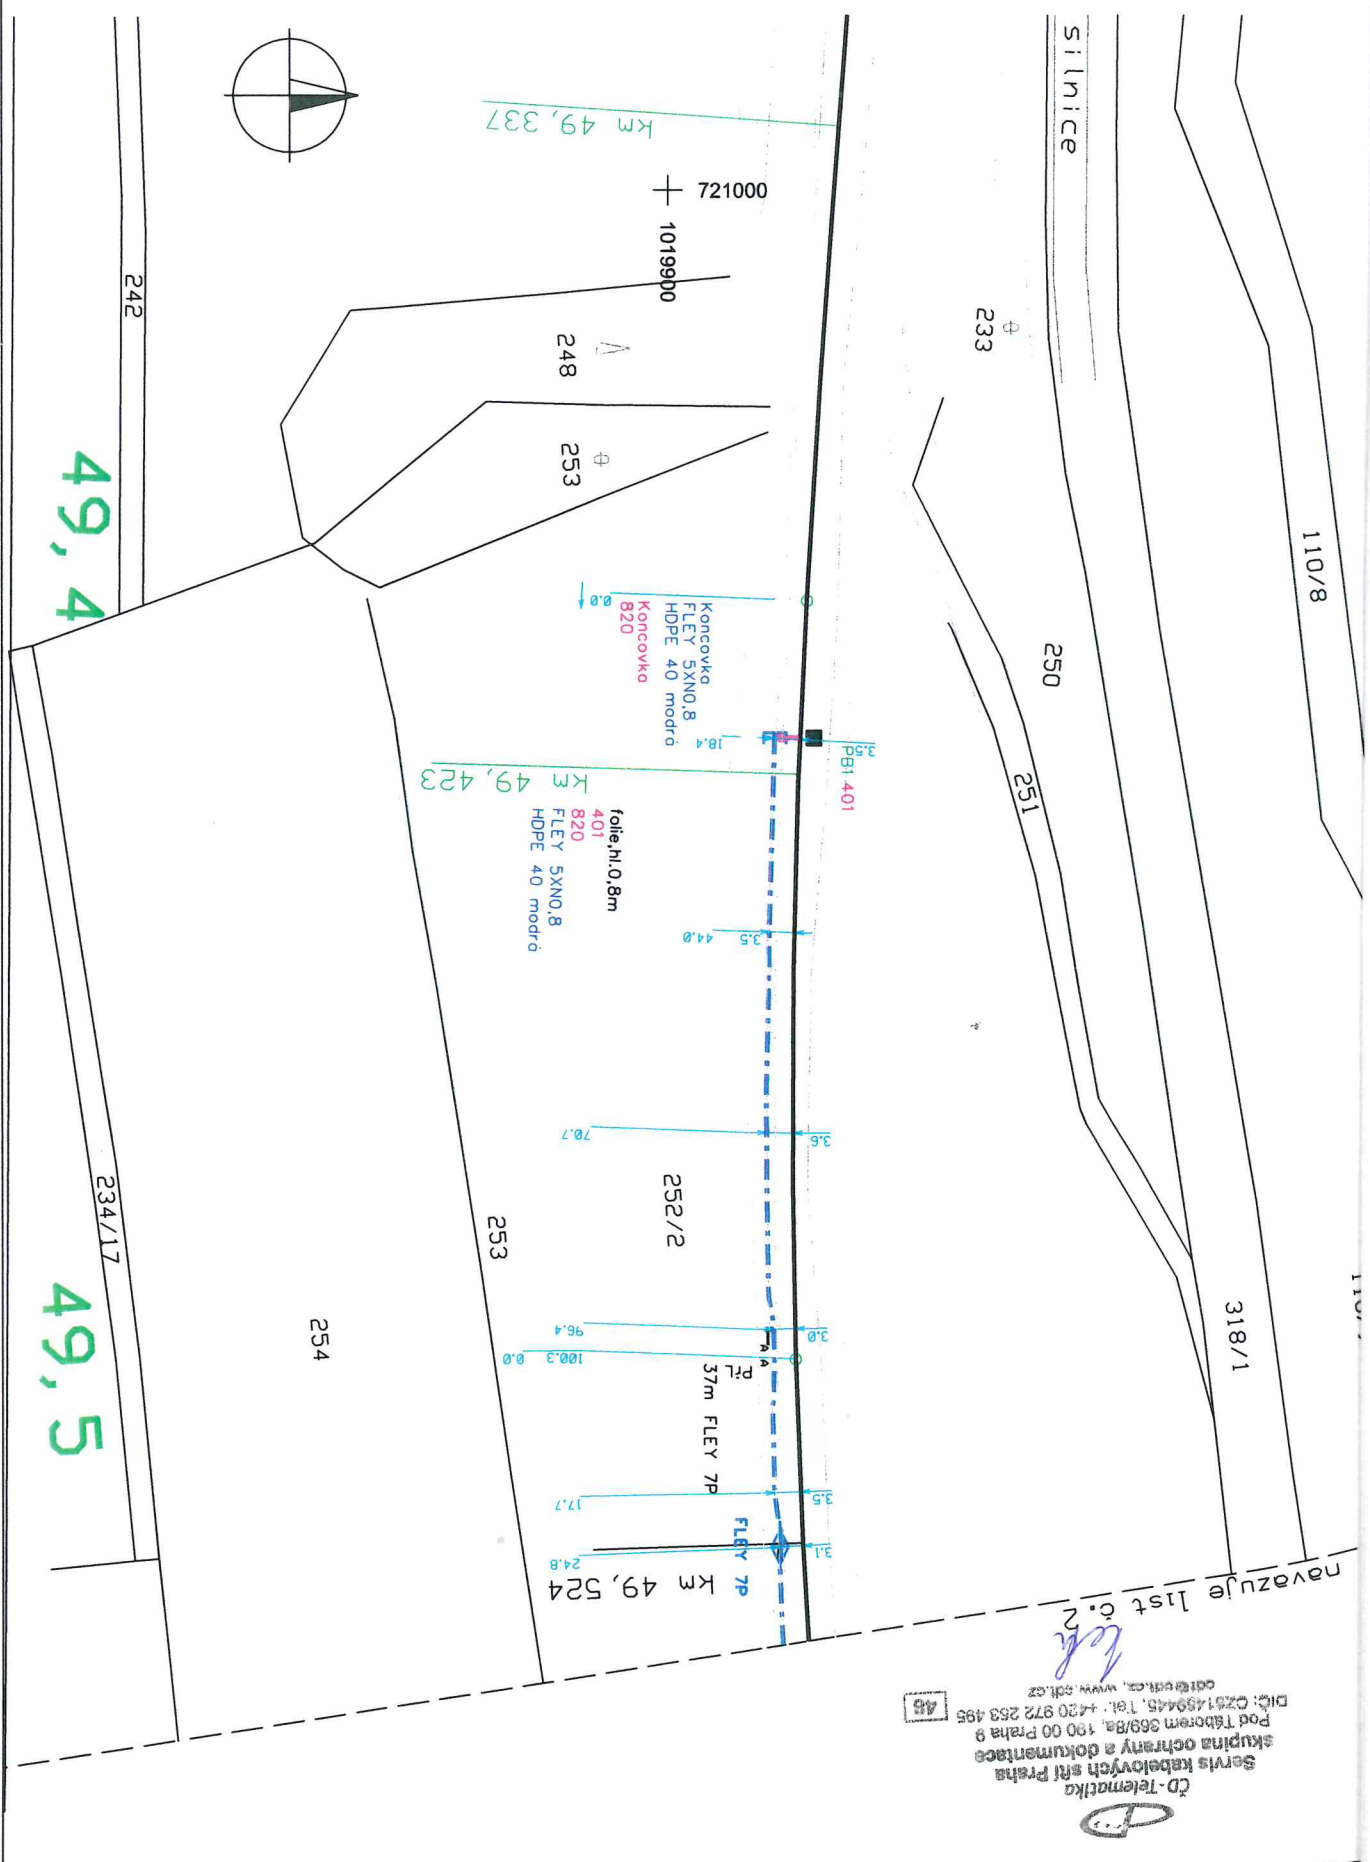 silnice
110/8
233
250
251
318/1
km 49,337
721000
1019900
248
253
242
49,4
0.0
Koncovka
FLEY 5XN0,8
HDPE 40 modrá
Koncovka
820
18.4
3.5
PB1 401
km 49,423
folie,hl.0,8m
401
820
FLEY 5XN0,8
HDPE 40 modrá
44.0
3.5
70.7
3.6
252/2
253
254
234/17
49,5
96.4
3.0
100.3
0.0
A A
píl
37m FLEY 7P
17.7
3.5
FLEY 7P
24.8
3.1
km 49,524
navazuje list č.2
ČD-Telematika
Servis kabelových sítí Praha
skupina ochrany a dokumentace
Pod Táborem 369/8a, 190 00 Praha 9
DIČ: CZ61459445, Tel.: +420 972 253 495
cdt@cdt.cz, www.cdt.cz
46